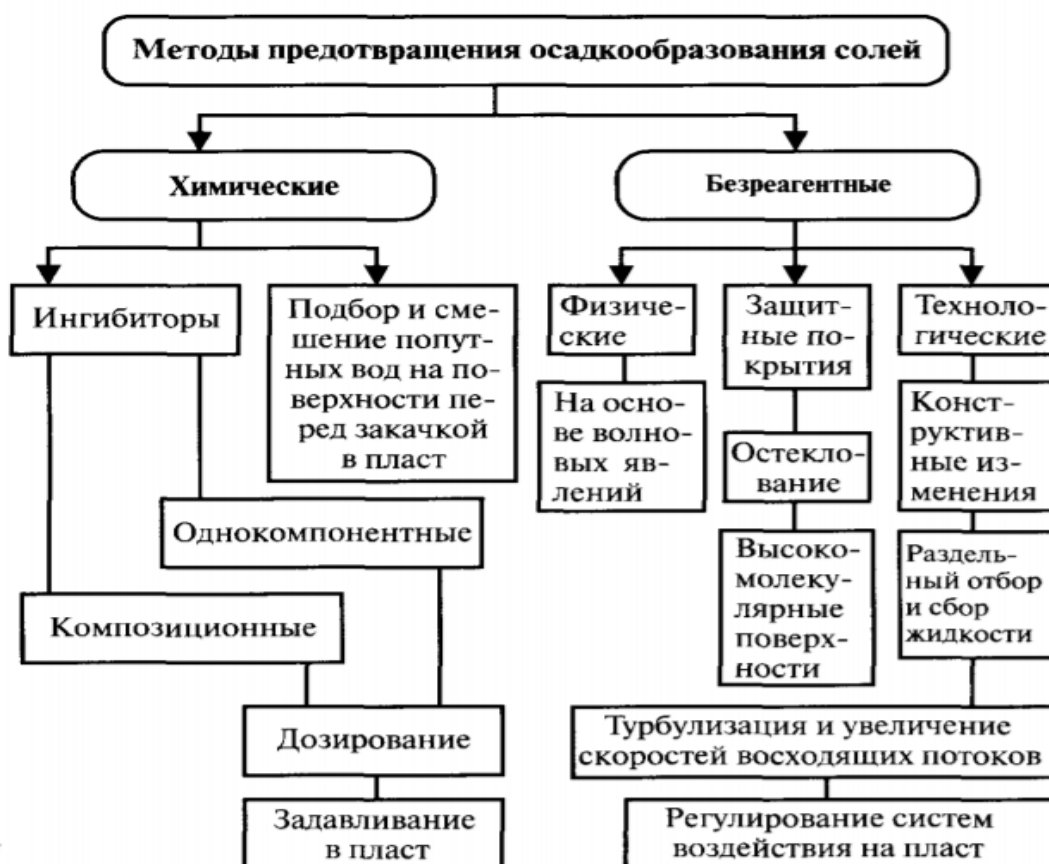 Методы предотвращения осадкообразования солей
Химические
Безреагентные
Ингибиторы
Подбор и сме-
шение попут-
ных вод на по-
верхности пе-
ред закачкой
в пласт
Однокомпонентные
Композиционные
Дозирование
Задавливание
в пласт
Физиче-
ские
На осно-
ве волно-
вых яв-
лений
Защит-
ные по-
крытия
Остекло-
вание
Высоко-
молеку-
лярные
поверх-
ности
Техноло-
гические
Конст-
руктив-
ные из-
менения
Раздель-
ный отбор
и сбор
жидкости
Турбулизация и увеличение
скоростей восходящих потоков
Регулирование систем
воздействия на пласт